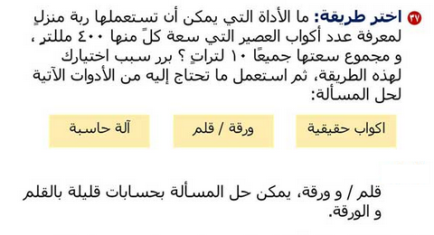 ٢٧ اختر طريقة: ما الأداة التي يمكن أن تستعملها ربة منزلٍ
لمعرفة عدد أكواب العصير التي سعة كلّ منها ٤٠٠ مللترٍ ،
و مجموع سعتها جميعًا ١٠ لتراتٍ ؟ برر سبب اختيارك
لهذه الطريقة، ثم استعمل ما تحتاج إليه من الأدوات الآتية
لحل المسألة:
اكواب حقيقية ورقة / قلم آلة حاسبة
قلم / و ورقة، يمكن حل المسألة بحسابات قليلة بالقلم
و الورقة.